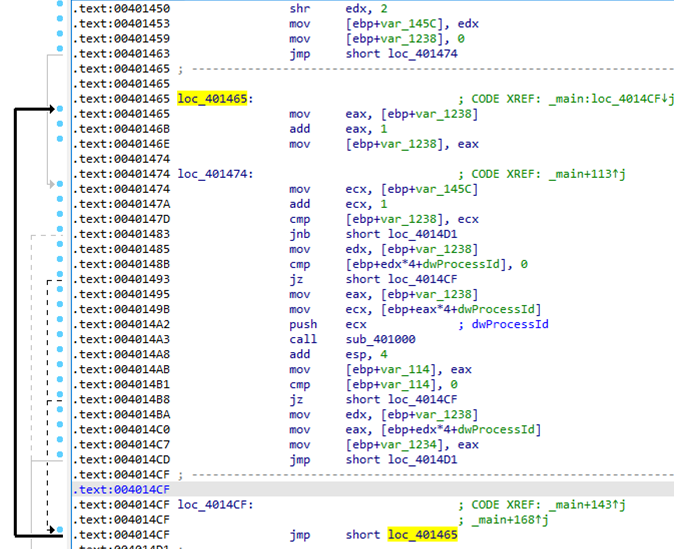 .text:00401450 shr edx, 2
.text:00401453 mov [ebp+var_145C], edx
.text:00401459 mov [ebp+var_1238], 0
.text:00401463 jmp short loc_401474
.text:00401465 ; ---------------------------------------------------------------------------
.text:00401465
.text:00401465 loc_401465: ; CODE XREF: _main:loc_4014CF↓j
.text:00401465 mov eax, [ebp+var_1238]
.text:0040146B add eax, 1
.text:0040146E mov [ebp+var_1238], eax
.text:00401474
.text:00401474 loc_401474: ; CODE XREF: _main+113↑j
.text:00401474 mov ecx, [ebp+var_145C]
.text:0040147A add ecx, 1
.text:0040147D cmp [ebp+var_1238], ecx
.text:00401483 jnb short loc_4014D1
.text:00401485 mov edx, [ebp+var_1238]
.text:0040148B cmp [ebp+edx*4+dwProcessId], 0
.text:00401493 jz short loc_4014CF
.text:00401495 mov eax, [ebp+var_1238]
.text:0040149B mov ecx, [ebp+eax*4+dwProcessId]
.text:004014A2 push ecx ; dwProcessId
.text:004014A3 call sub_401000
.text:004014A8 add esp, 4
.text:004014AB mov [ebp+var_114], eax
.text:004014B1 cmp [ebp+var_114], 0
.text:004014B8 jz short loc_4014CF
.text:004014BA mov edx, [ebp+var_1238]
.text:004014C0 mov eax, [ebp+edx*4+dwProcessId]
.text:004014C7 mov [ebp+var_1234], eax
.text:004014CD jmp short loc_4014D1
.text:004014CF ; ---------------------------------------------------------------------------
.text:004014CF
.text:004014CF loc_4014CF: ; CODE XREF: _main+143↑j
.text:004014CF ; _main+168↑j
.text:004014CF jmp short loc_401465